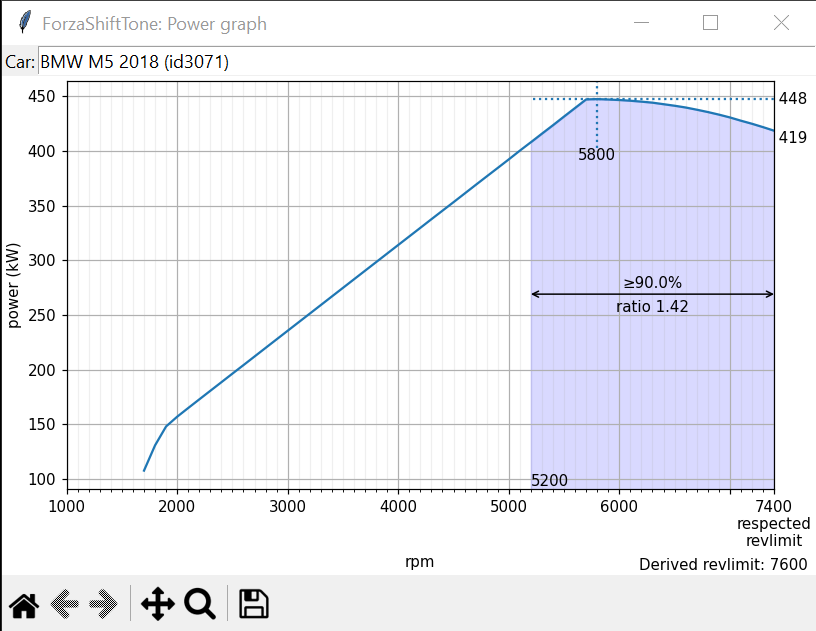 ForzaShiftTone: Power graph
Car: BMW M5 2018 (id3071)
450
448
419
400
5800
350
300
≥90.0%
ratio 1.42
250
200
150
100
5200
power (kW)
1000 2000 3000 4000 5000 6000 7400
respected
revlimit
rpm
Derived revlimit: 7600